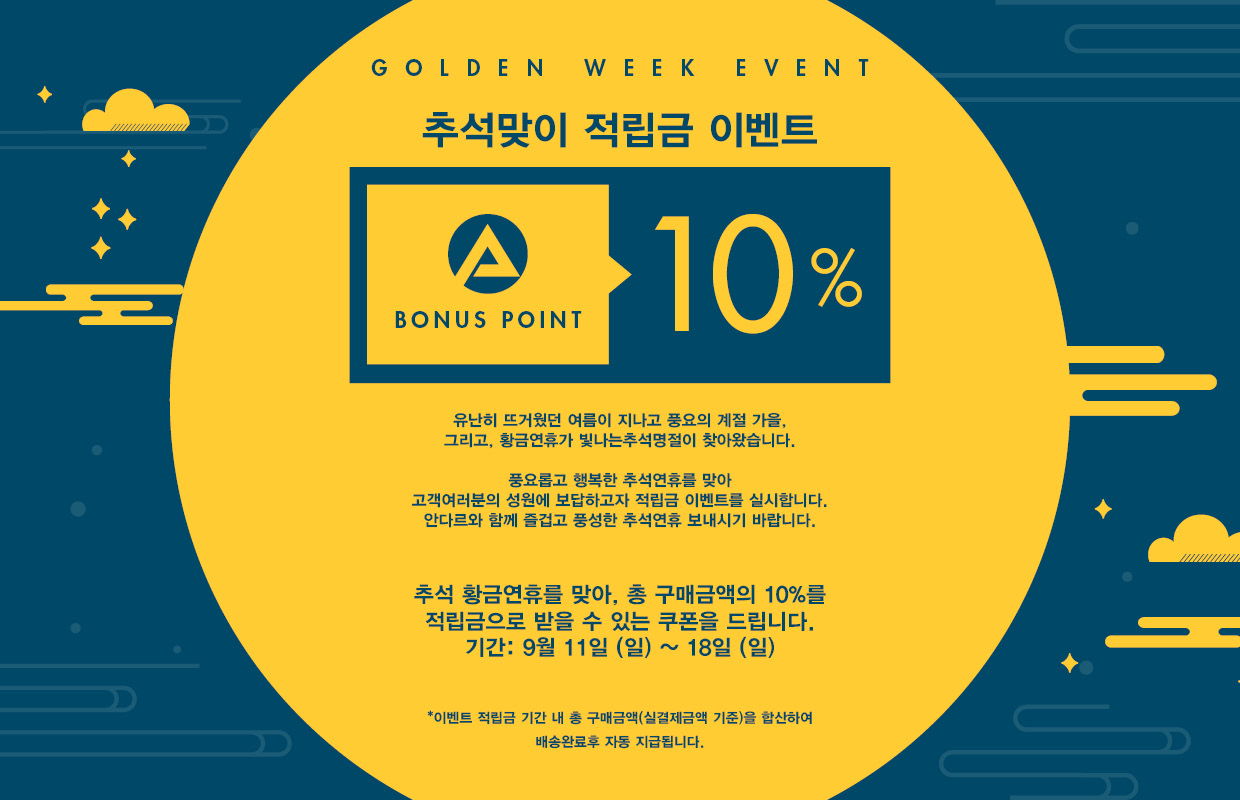 GOLDEN WEEK EVENT
추석맞이 적립금 이벤트
BONUS POINT
10%
유난히 뜨거웠던 여름이 지나고 풍요의 계절 가을,
그리고, 황금연휴가 빛나는추석명절이 찾아왔습니다.
풍요롭고 행복한 추석연휴를 맞아
고객여러분의 성원에 보답하고자 적립금 이벤트를 실시합니다.
안다르와 함께 즐겁고 풍성한 추석연휴 보내시기 바랍니다.
추석 황금연휴를 맞아, 총 구매금액의 10%를
적립금으로 받을 수 있는 쿠폰을 드립니다.
기간: 9월 11일 (일) ~ 18일 (일)
*이벤트 적립금 기간 내 총 구매금액(실결제금액 기준)을 합산하여
배송완료후 자동 지급됩니다.